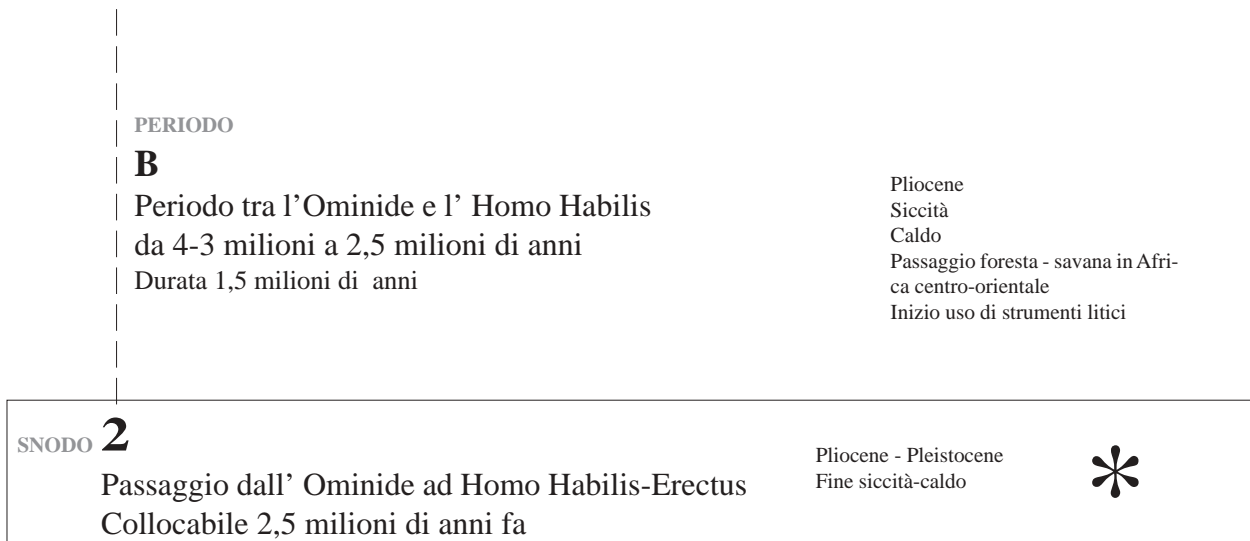 PERIODO
B
Periodo tra l’Ominide e l’ Homo Habilis
da 4-3 milioni a 2,5 milioni di anni
Durata 1,5 milioni di  anni
Pliocene
Siccità
Caldo
Passaggio foresta - savana in Afri-
ca centro-orientale
Inizio uso di strumenti litici
SNODO 2
Passaggio dall’ Ominide ad Homo Habilis-Erectus
Collocabile 2,5 milioni di anni fa
Pliocene - Pleistocene
Fine siccità-caldo
*